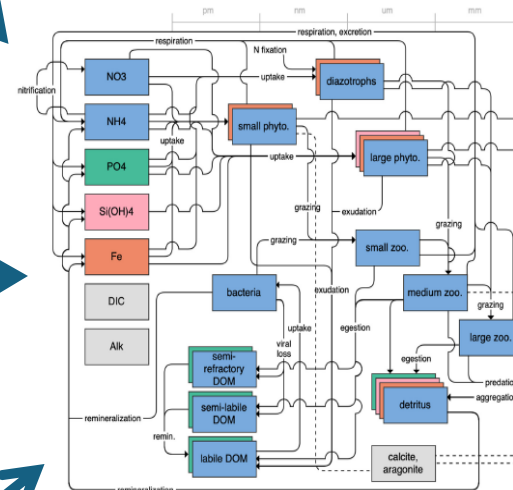 pm
nm
um
mm
respiration, excretion
respiration
N fixation
NO3
uptake
diazotrophs
nitrification
NH4
small phyto.
uptake
PO4
uptake
large phyto.
Si(OH)4
grazing
exudation
grazing
Fe
grazing
small zoo.
DIC
bacteria
exudation
medium zoo.
uptake
grazing
Alk
viral
loss
egestion
large zoo.
semi-
refractory
DOM
egestion
predatio
semi-labile
DOM
detritus
aggregatio
remineralization
remin.
labile DOM
calcite,
aragonite
remineralization